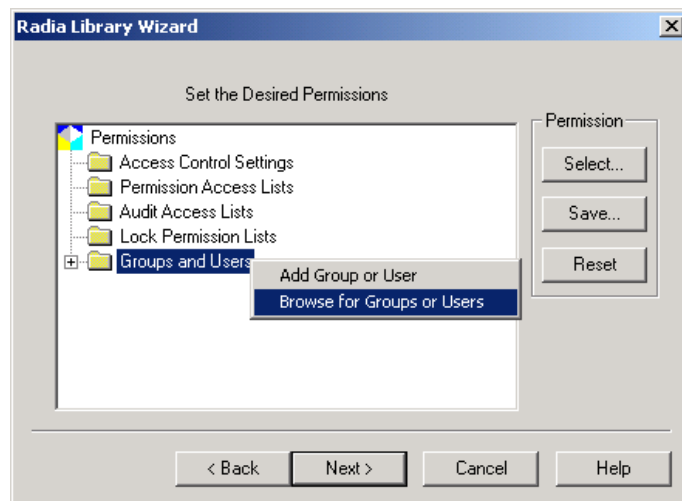 Radia Library Wizard
Set the Desired Permissions
Permissions
Access Control Settings
Permission Access Lists
Audit Access Lists
Lock Permission Lists
Groups and Users
Add Group or User
Browse for Groups or Users
Permission
Select...
Save...
Reset
< Back
Next >
Cancel
Help